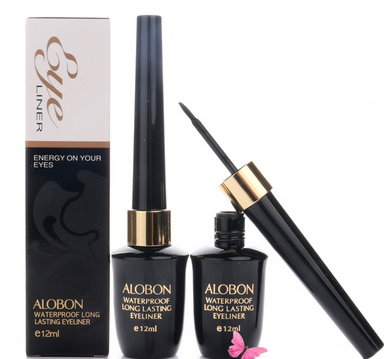 Eye
LINER
ENERGY ON YOUR
EYES
ALOBON
WATERPROOF LONG
LASTING EYELINER
e12ml
ALOBON
WATERPROOF
LONG LASTING
EYELINER
e12ml
ALOBON
WATERPROOF
LONG LASTING
EYELINER
e12ml